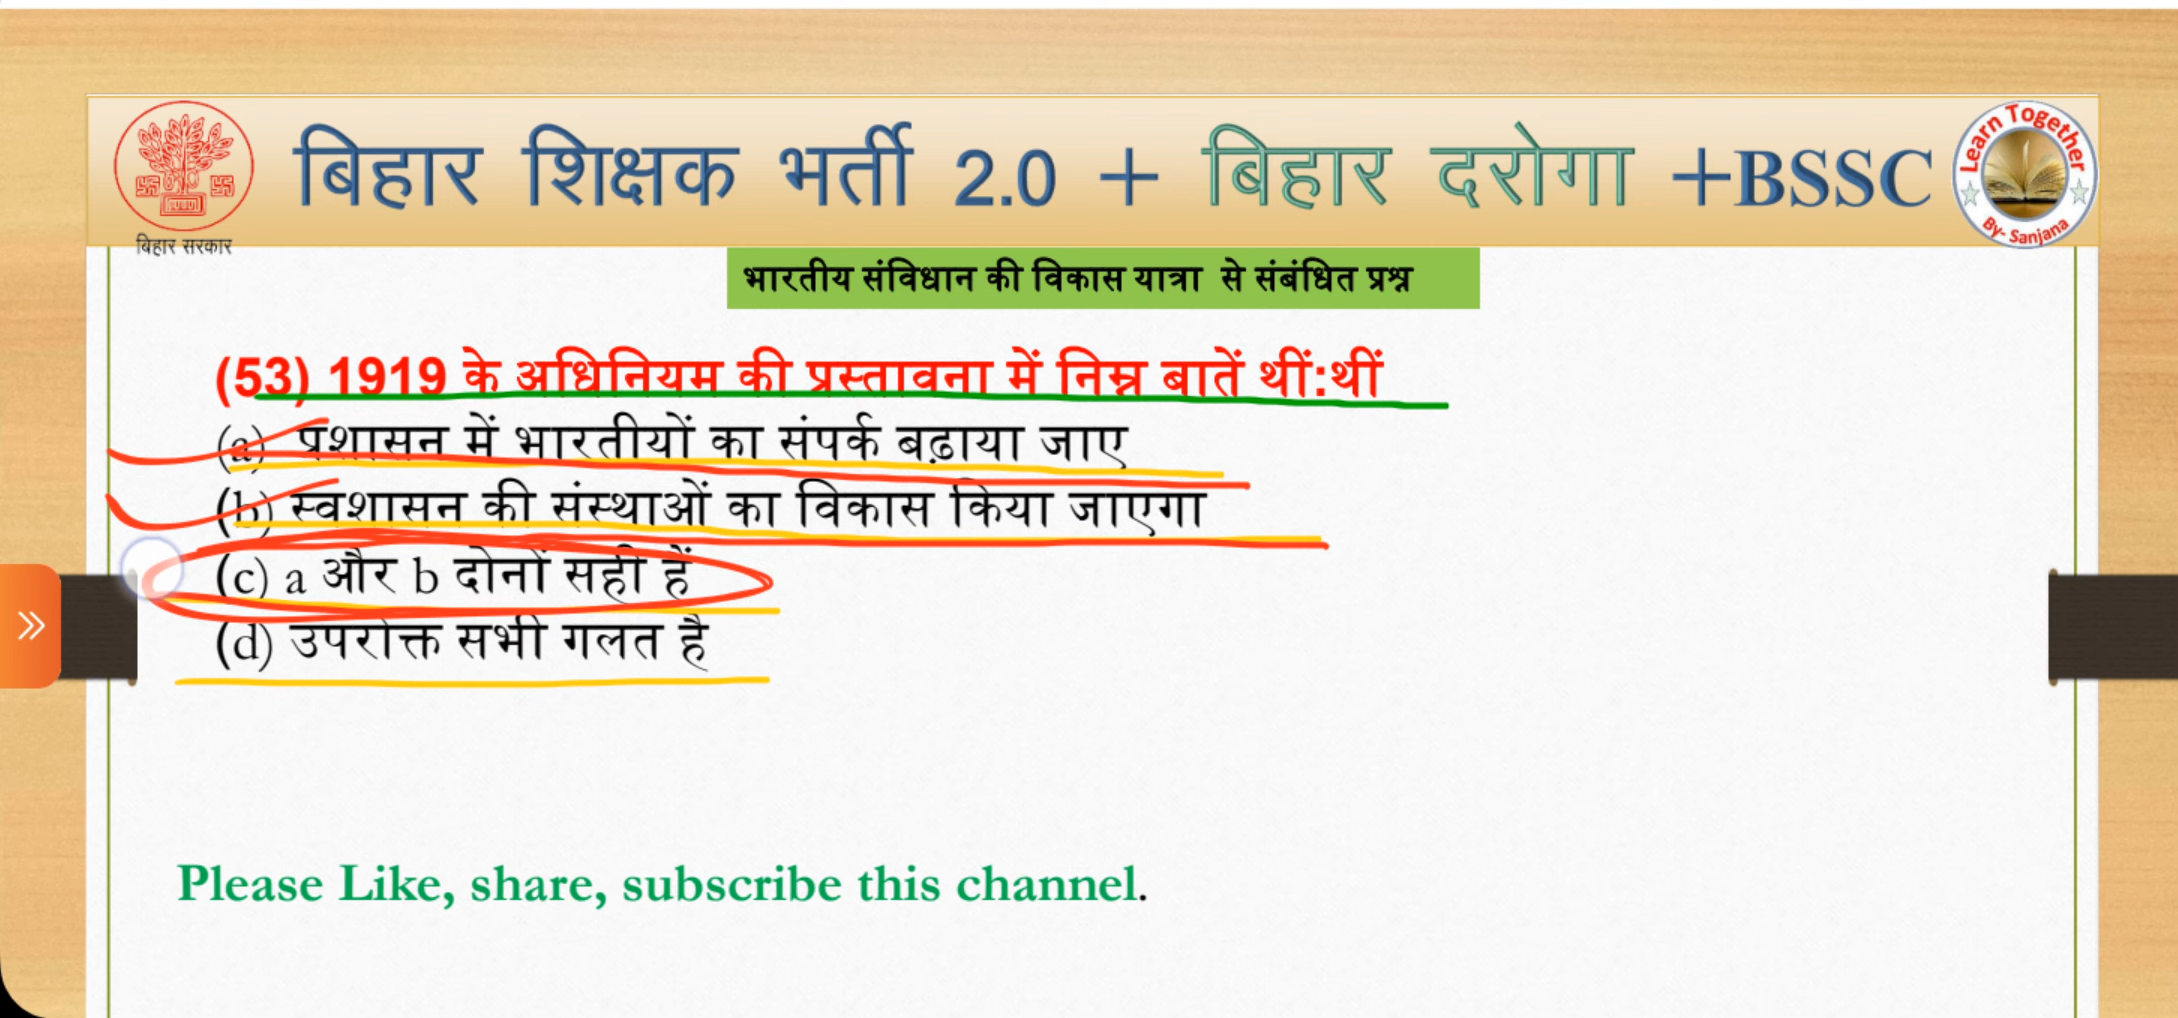 बिहार शिक्षक भर्ती 2.0 + बिहार दरोगा +BSSC
Learn Together
By- Sanjana
बिहार सरकार
भारतीय संविधान की विकास यात्रा से संबंधित प्रश्न
(53) 1919 के अधिनियम की प्रस्तावना में निम्न बातें थीं:थीं
(a) प्रशासन में भारतीयों का संपर्क बढ़ाया जाए
(b) स्वशासन की संस्थाओं का विकास किया जाएगा
(c) a और b दोनों सही हैं
(d) उपरोक्त सभी गलत है
Please Like, share, subscribe this channel.